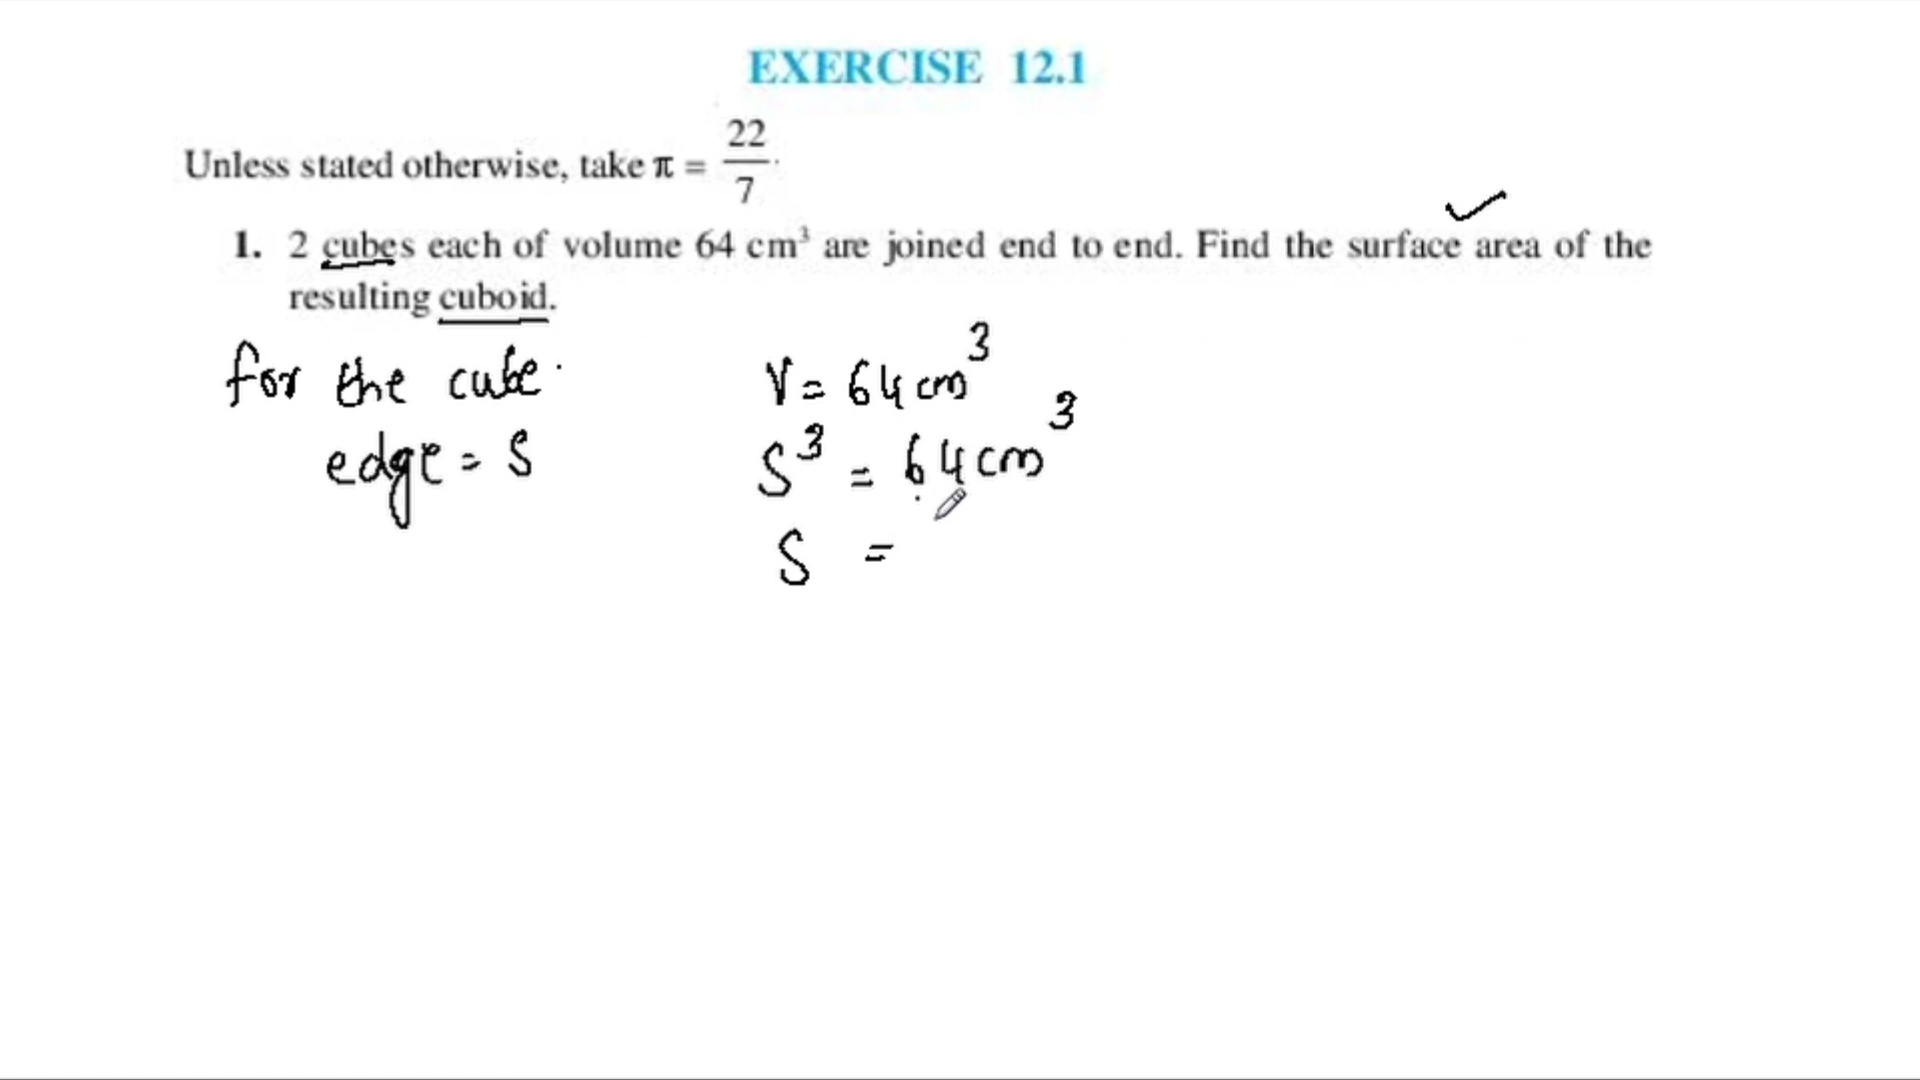 EXERCISE 12.1
Unless stated otherwise, take π = 22/7.
1. 2 cubes each of volume 64 cm³ are joined end to end. Find the surface area of the
resulting cuboid.
for the cube.
edge = S
V = 64 cm³
S³ = 64 cm³
S =